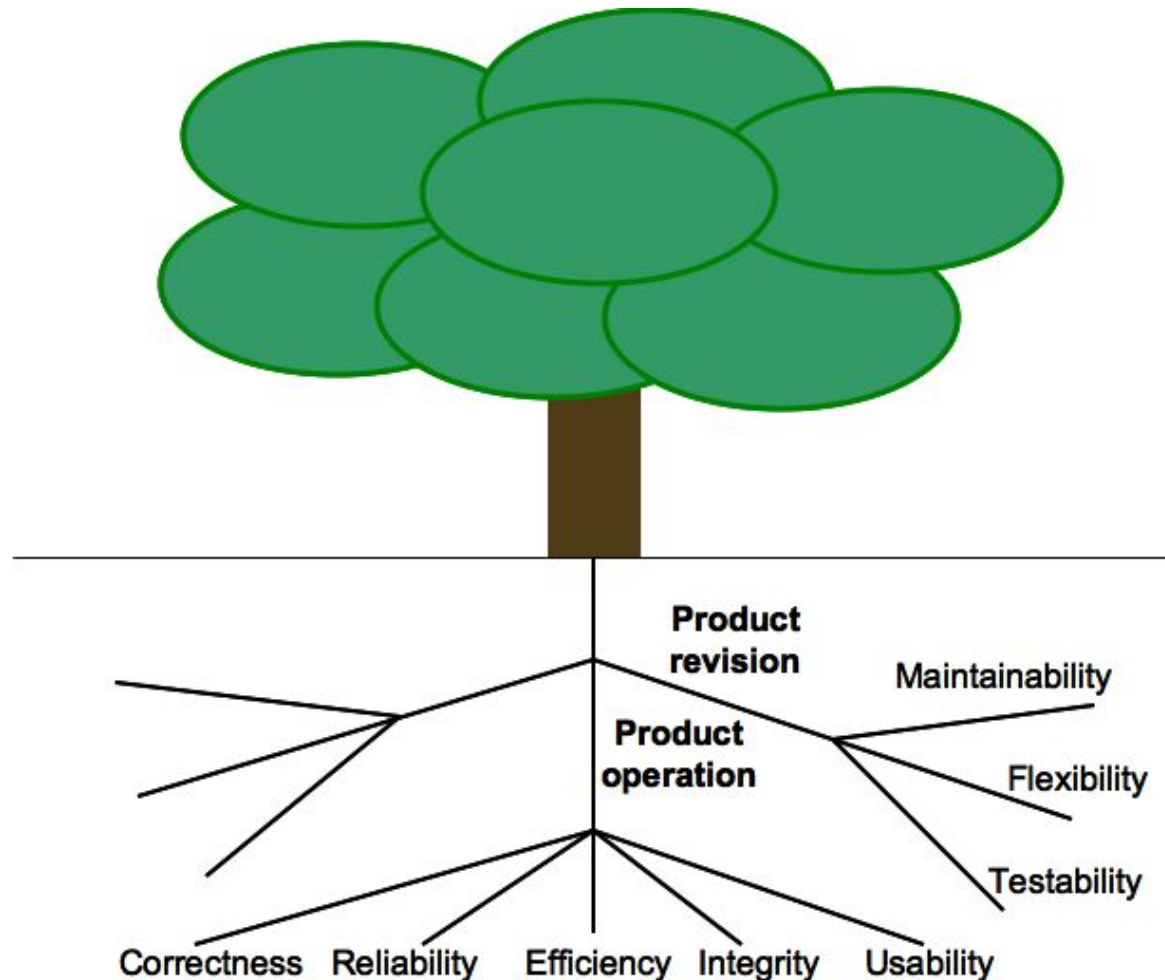 Product
revision
Maintainability
Product
operation
Flexibility
Testability
Correctness Reliability Efficiency Integrity Usability